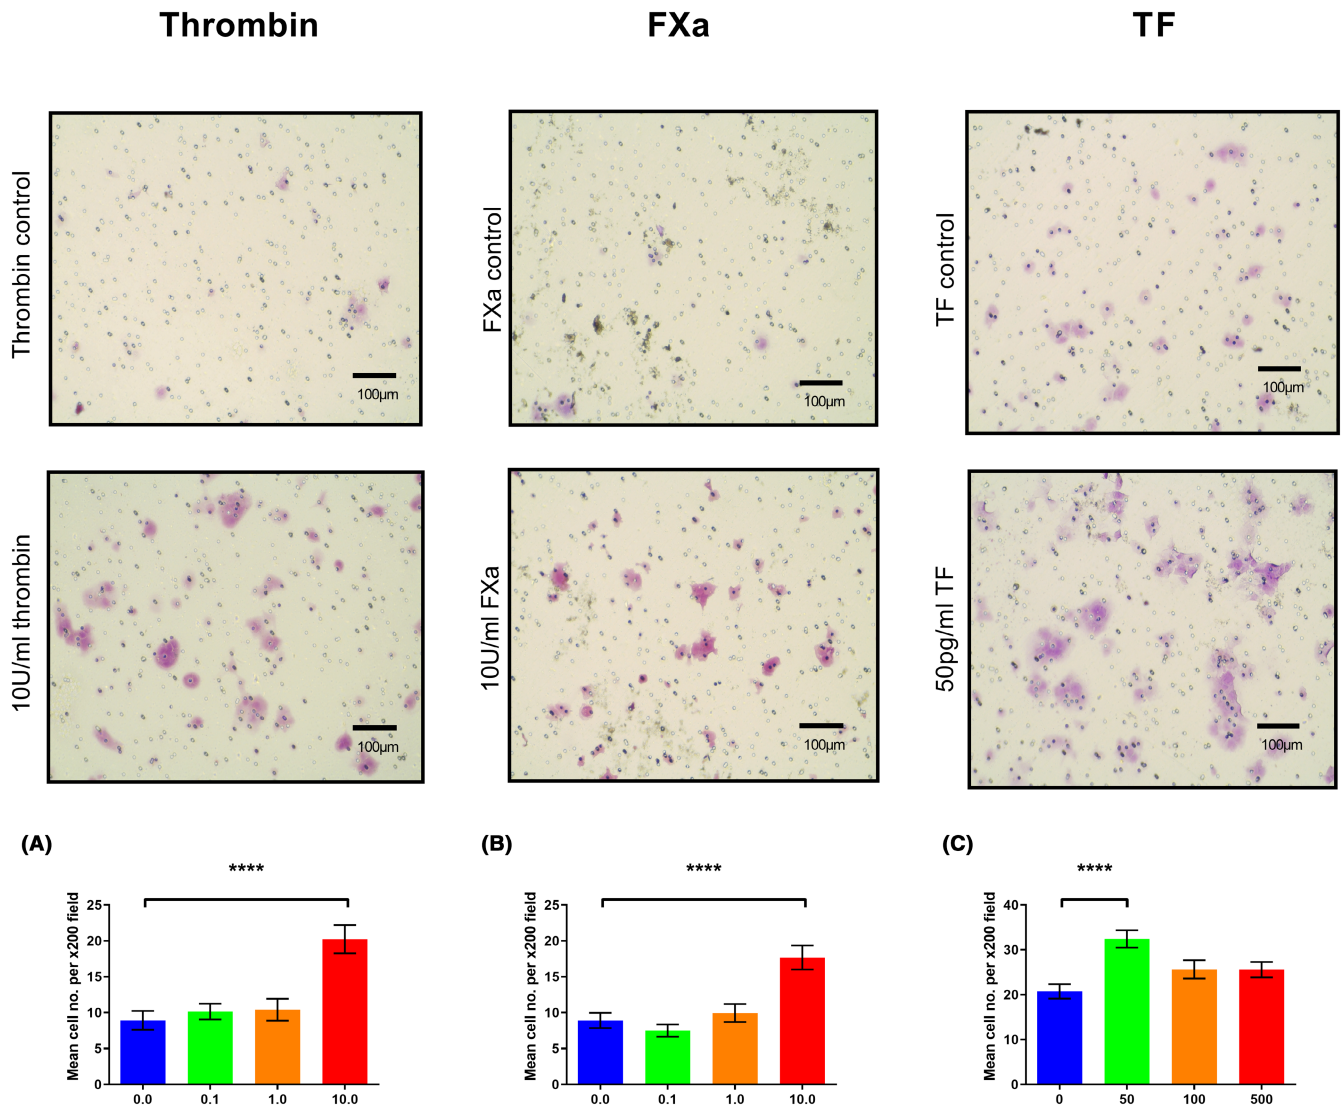 Thrombin FXa TF
Thrombin control
100µm
FXa control
100µm
TF control
100µm
10U/ml thrombin
100µm
10U/ml FXa
100µm
50pg/ml TF
100µm
(A)
****
Mean cell no. per x200 field
25
20
15
10
5
0
0.0 0.1 1.0 10.0
(B)
****
Mean cell no. per x200 field
25
20
15
10
5
0
0.0 0.1 1.0 10.0
(C)
****
Mean cell no. per x200 field
40
30
20
10
0
0 50 100 500